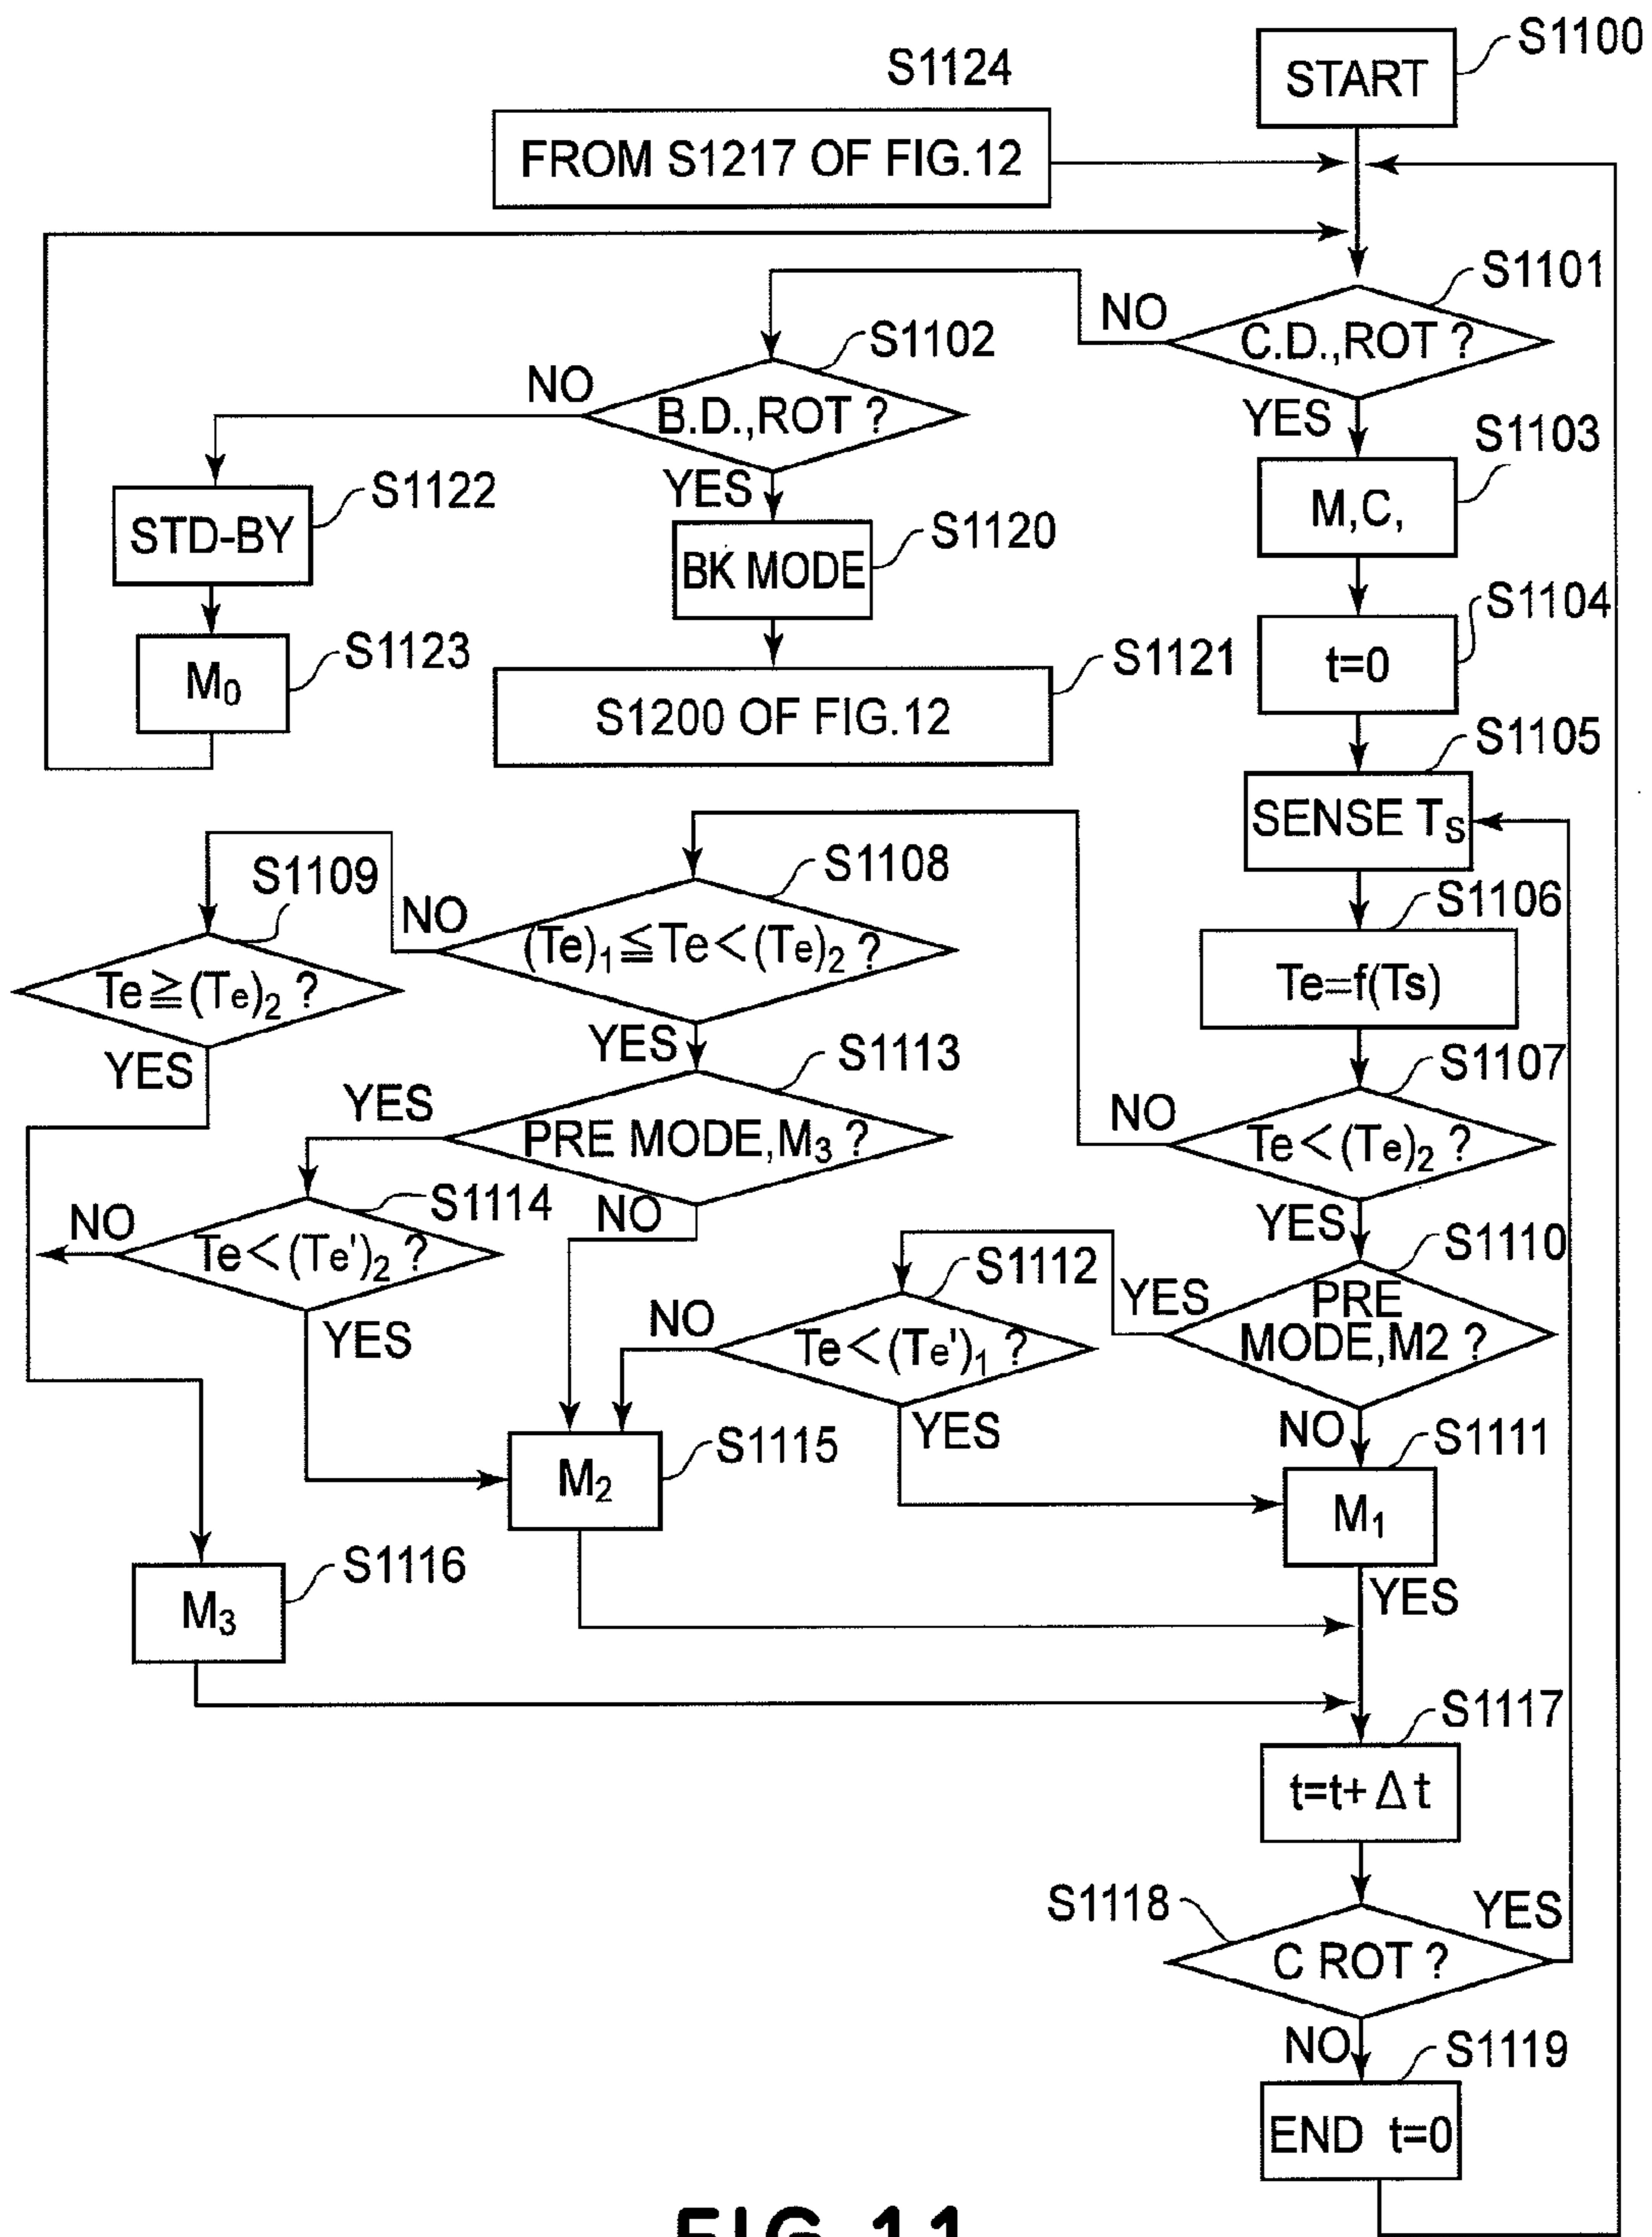 S1100
START
S1124
FROM S1217 OF FIG.12
S1101
C.D.,ROT ?
NO
YES
S1102
B.D.,ROT ?
NO
YES
S1103
M,C,
S1122
STD-BY
S1120
BK MODE
S1104
t=0
S1123
M₀
S1121
S1200 OF FIG.12
S1105
SENSE Tₛ
S1106
Te=f(Ts)
S1107
Te<(Te)₂ ?
NO
YES
S1108
(Te)₁≦Te<(Te)₂ ?
NO
YES
S1109
Te≧(Te)₂ ?
YES
S1113
PRE MODE,M₃ ?
YES
NO
S1114
Te<(Te')₂ ?
NO
YES
S1110
PRE
MODE,M2 ?
YES
NO
S1112
Te<(Te')₁ ?
NO
YES
S1111
M₁
YES
S1115
M₂
S1116
M₃
S1117
t=t+Δt
S1118
C ROT ?
YES
NO
S1119
END t=0
FIG.11